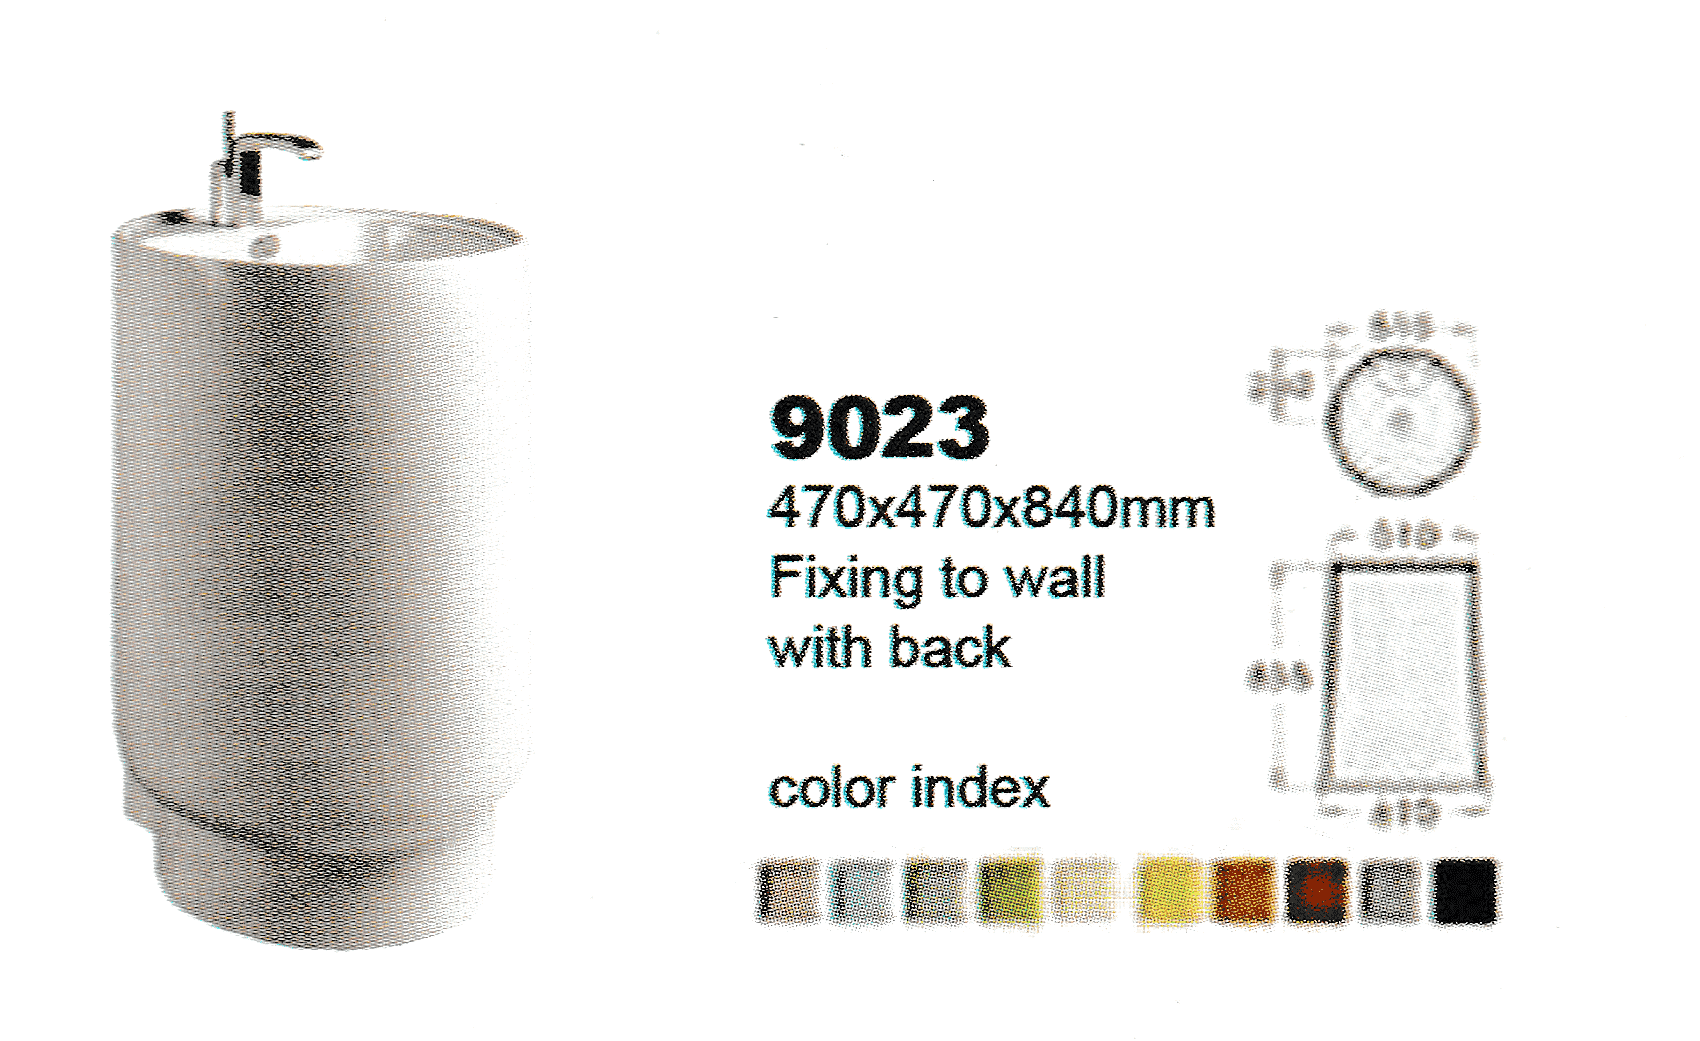 9023
470x470x840mm
Fixing to wall
with back
color index